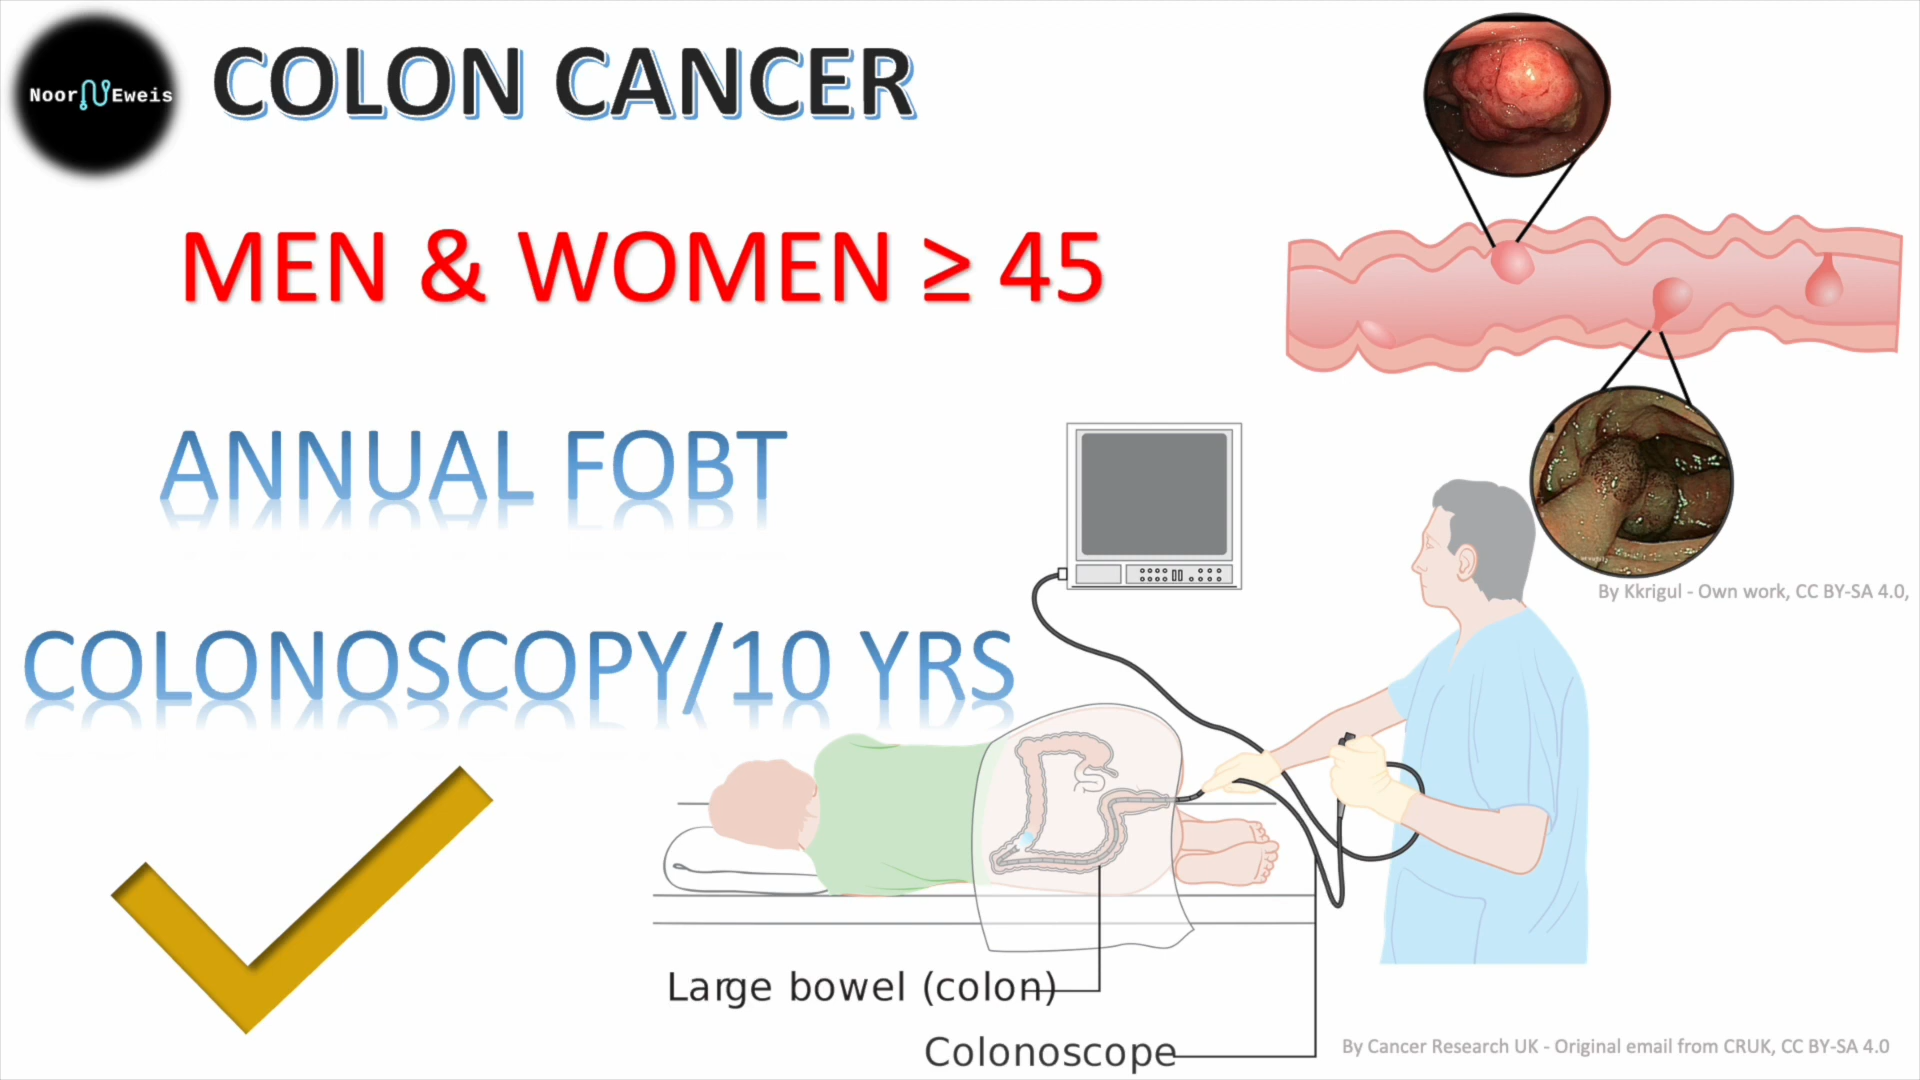 Noor Eweis
COLON CANCER
MEN & WOMEN ≥ 45
ANNUAL FOBT
COLONOSCOPY/10 YRS
By Kkrigul - Own work, CC BY-SA 4.0,
Large bowel (colon)
Colonoscope
By Cancer Research UK - Original email from CRUK, CC BY-SA 4.0